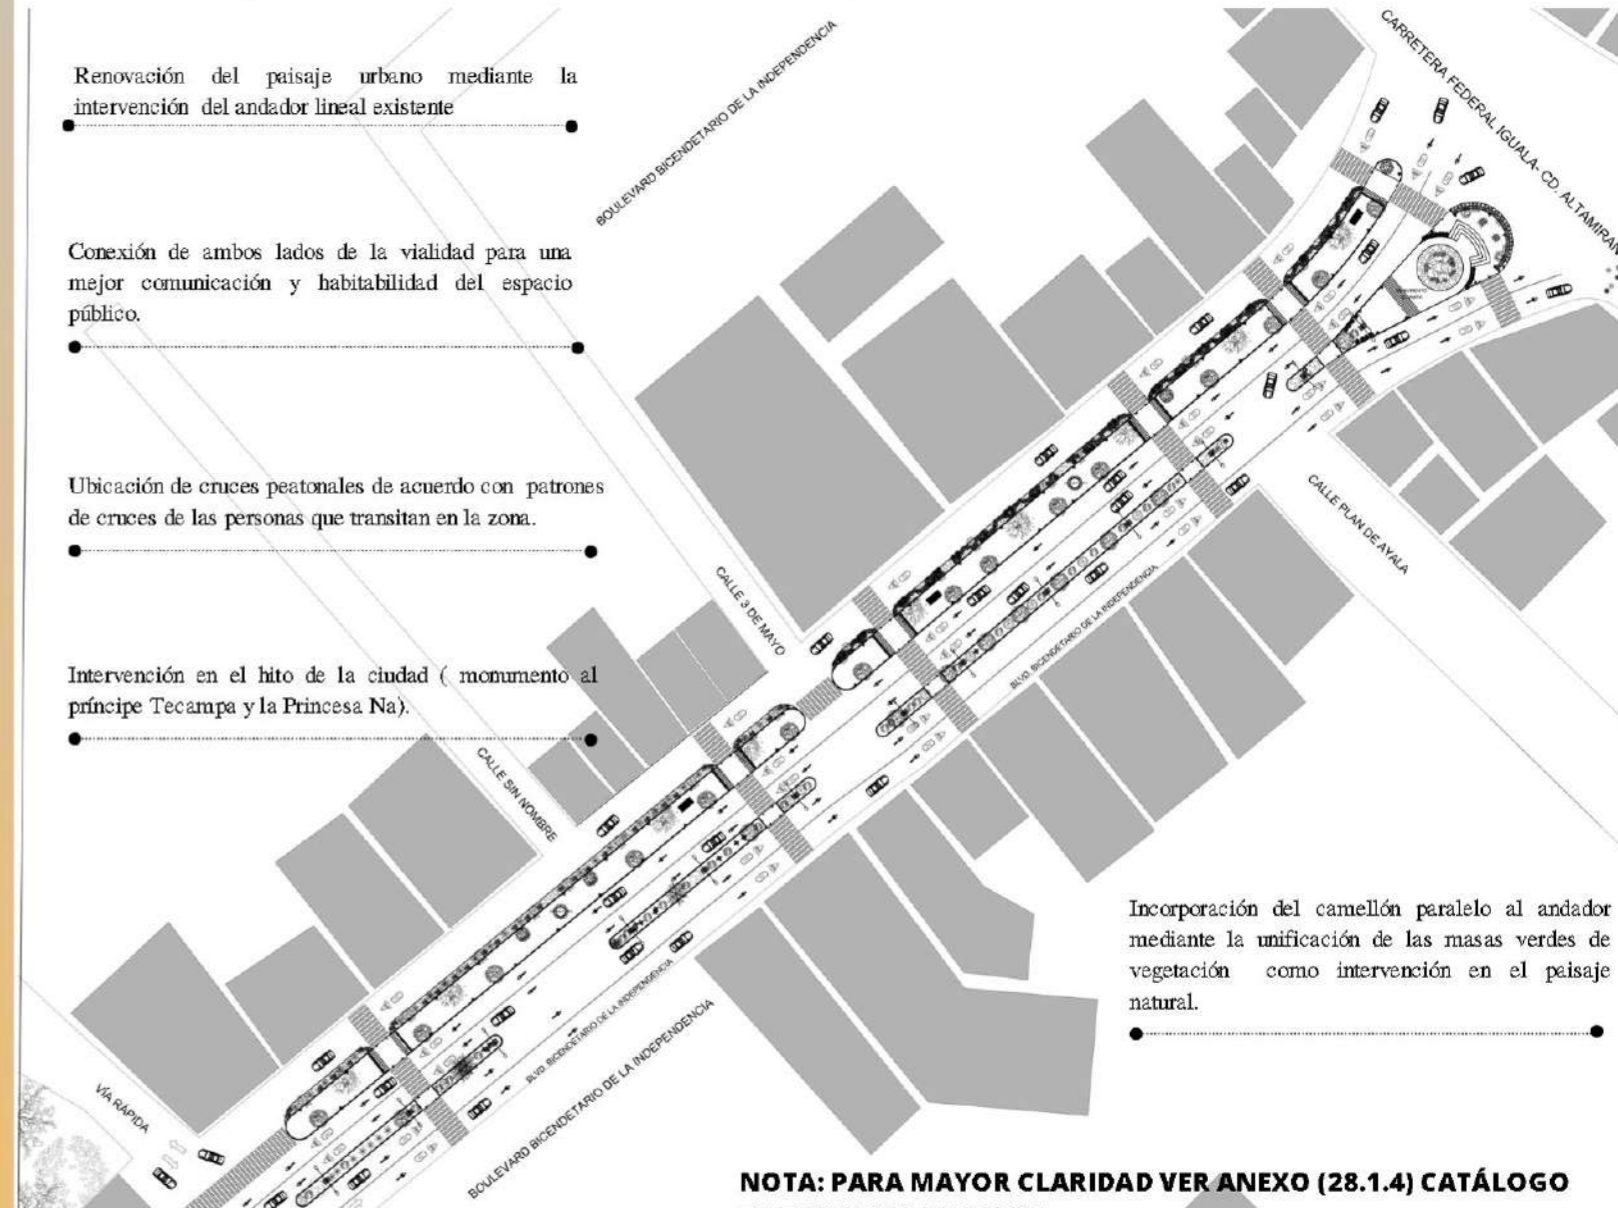 Renovación del paisaje urbano mediante la
intervención del andador lineal existente
Conexión de ambos lados de la vialidad para una
mejor comunicación y habitabilidad del espacio
público.
Ubicación de cruces peatonales de acuerdo con patrones
de cruces de las personas que transitan en la zona.
Intervención en el hito de la ciudad ( monumento al
príncipe Tecampa y la Princesa Na).
BOULEVARD BICENDETARIO DE LA INDEPENDENCIA
CARRETERA FEDERAL IGUALA- CD. ALTAMIRAN
CALLE PLAN DE AYALA
CALLE 3 DE MAYO
BLVD. BICENDETARIO DE LA INDEPENDENCIA
CALLE SIN NOMBRE
BLVD. BICENDETARIO DE LA INDEPENDENCIA
BOULEVARD BICENDETARIO DE LA INDEPENDENCIA
VÍA RÁPIDA
Incorporación del camellón paralelo al andador
mediante la unificación de las masas verdes de
vegetación como intervención en el paisaje
natural.
NOTA: PARA MAYOR CLARIDAD VER ANEXO (28.1.4) CATÁLOGO